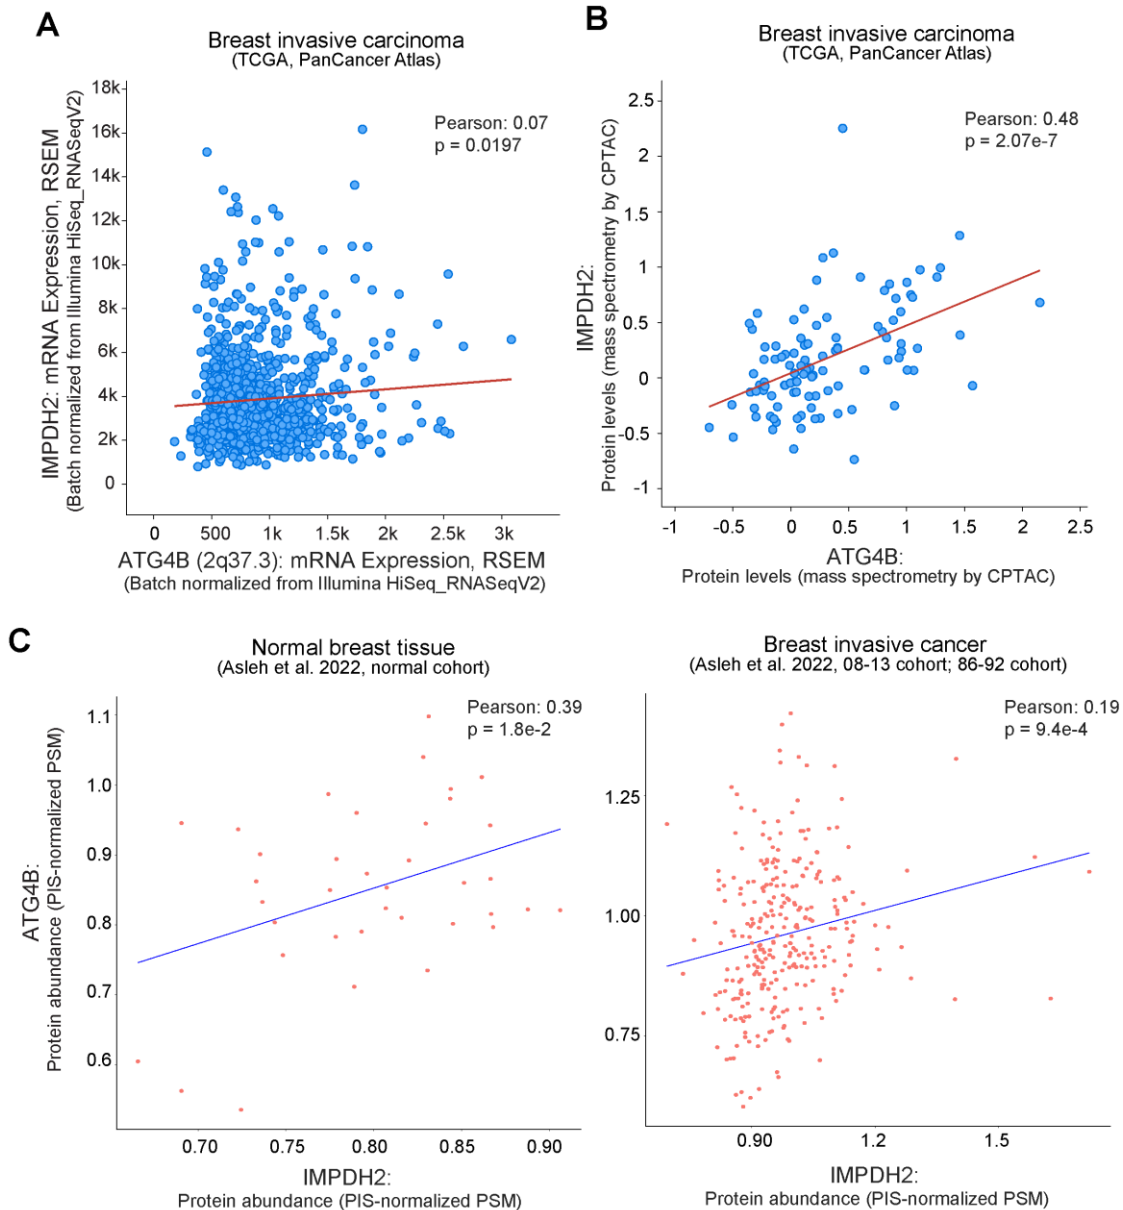 A
Breast invasive carcinoma
(TCGA, PanCancer Atlas)
Pearson: 0.07
p = 0.0197
IMPDH2: mRNA Expression, RSEM
(Batch normalized from Illumina HiSeq_RNASeqV2)
18k
16k
14k
12k
10k
8k
6k
4k
2k
0
0
500
1k
1.5k
2k
2.5k
3k
ATG4B (2q37.3): mRNA Expression, RSEM
(Batch normalized from Illumina HiSeq_RNASeqV2)
B
Breast invasive carcinoma
(TCGA, PanCancer Atlas)
Pearson: 0.48
p = 2.07e-7
IMPDH2:
Protein levels (mass spectrometry by CPTAC)
2.5
2
1.5
1
0.5
0
-0.5
-1
-1
-0.5
0
0.5
1
1.5
2
2.5
ATG4B:
Protein levels (mass spectrometry by CPTAC)
C
Normal breast tissue
(Asleh et al. 2022, normal cohort)
Pearson: 0.39
p = 1.8e-2
ATG4B:
Protein abundance (PIS-normalized PSM)
1.1
1.0
0.9
0.8
0.7
0.6
0.70
0.75
0.80
0.85
0.90
IMPDH2:
Protein abundance (PIS-normalized PSM)
Breast invasive cancer
(Asleh et al. 2022, 08-13 cohort; 86-92 cohort)
Pearson: 0.19
p = 9.4e-4
1.25
1.00
0.75
0.90
1.2
1.5
IMPDH2:
Protein abundance (PIS-normalized PSM)